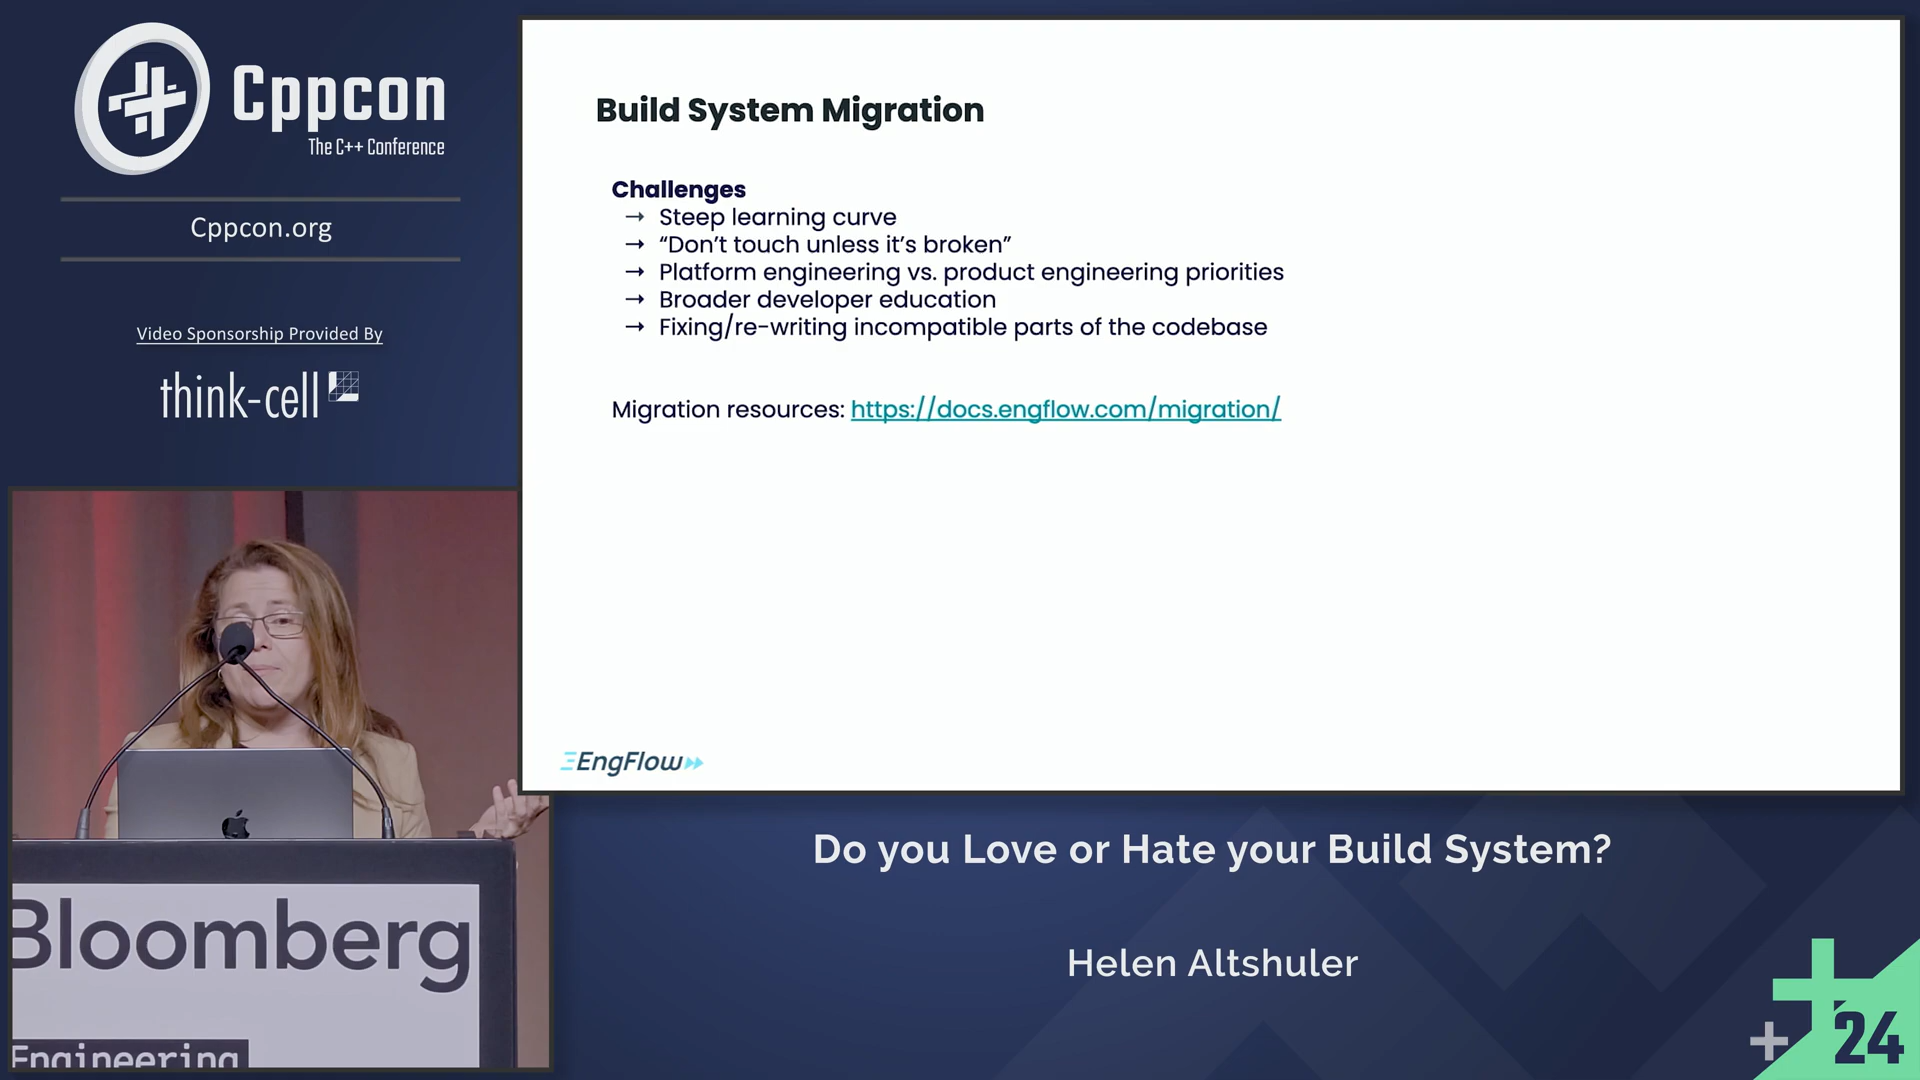 Cppcon
The C++ Conference
Cppcon.org
Video Sponsorship Provided By
think-cell
Build System Migration
Challenges
→ Steep learning curve
→ “Don’t touch unless it’s broken”
→ Platform engineering vs. product engineering priorities
→ Broader developer education
→ Fixing/re-writing incompatible parts of the codebase
Migration resources: https://docs.engflow.com/migration/
EngFlow
Bloomberg
Engineering
Do you Love or Hate your Build System?
Helen Altshuler
24